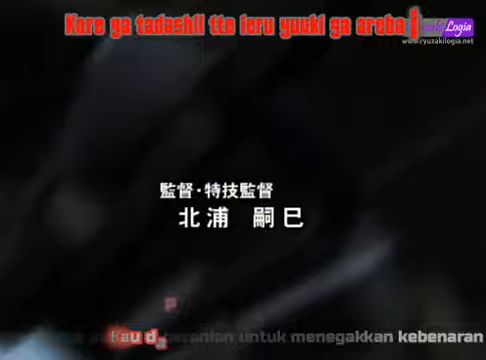 Kore ga tadashii tte ieru yuuki ga areba
Logia
www.ryuzakilogia.net
監督・特技監督
北浦 嗣巳
Kau d
untuk menegakkan kebenaran